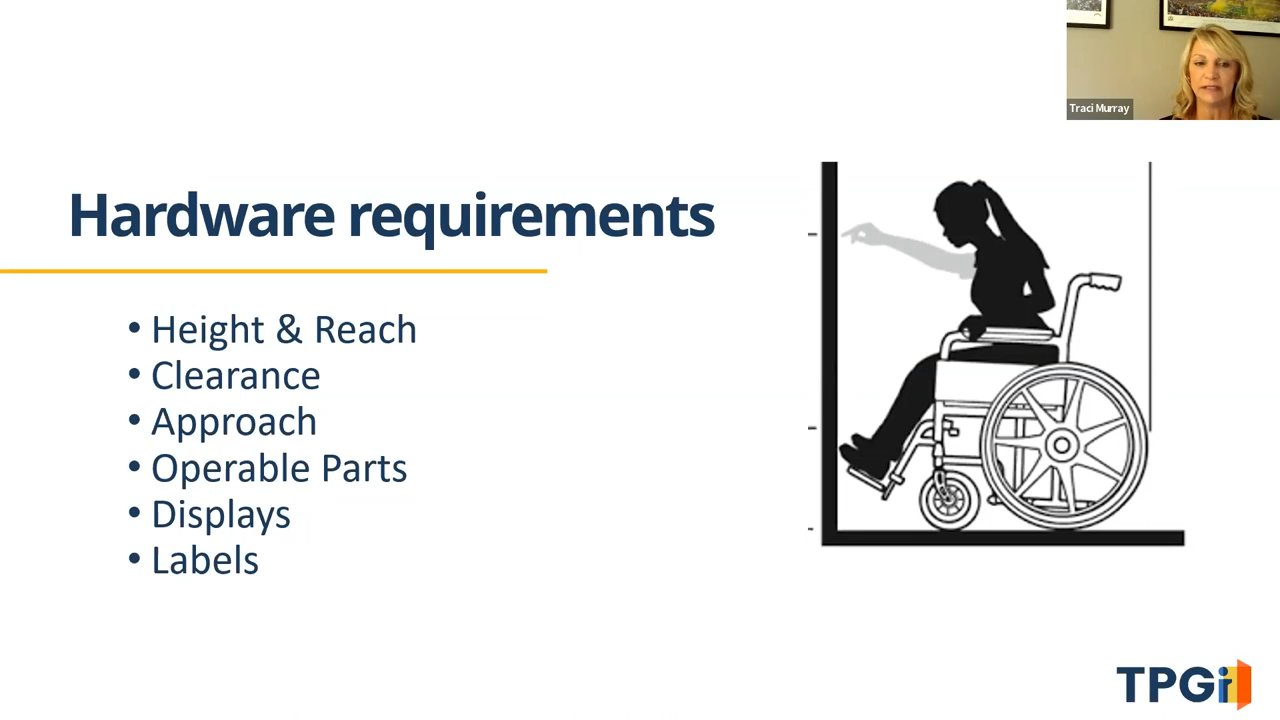 Traci Murray
Hardware requirements
• Height & Reach
• Clearance
• Approach
• Operable Parts
• Displays
• Labels
TPGi